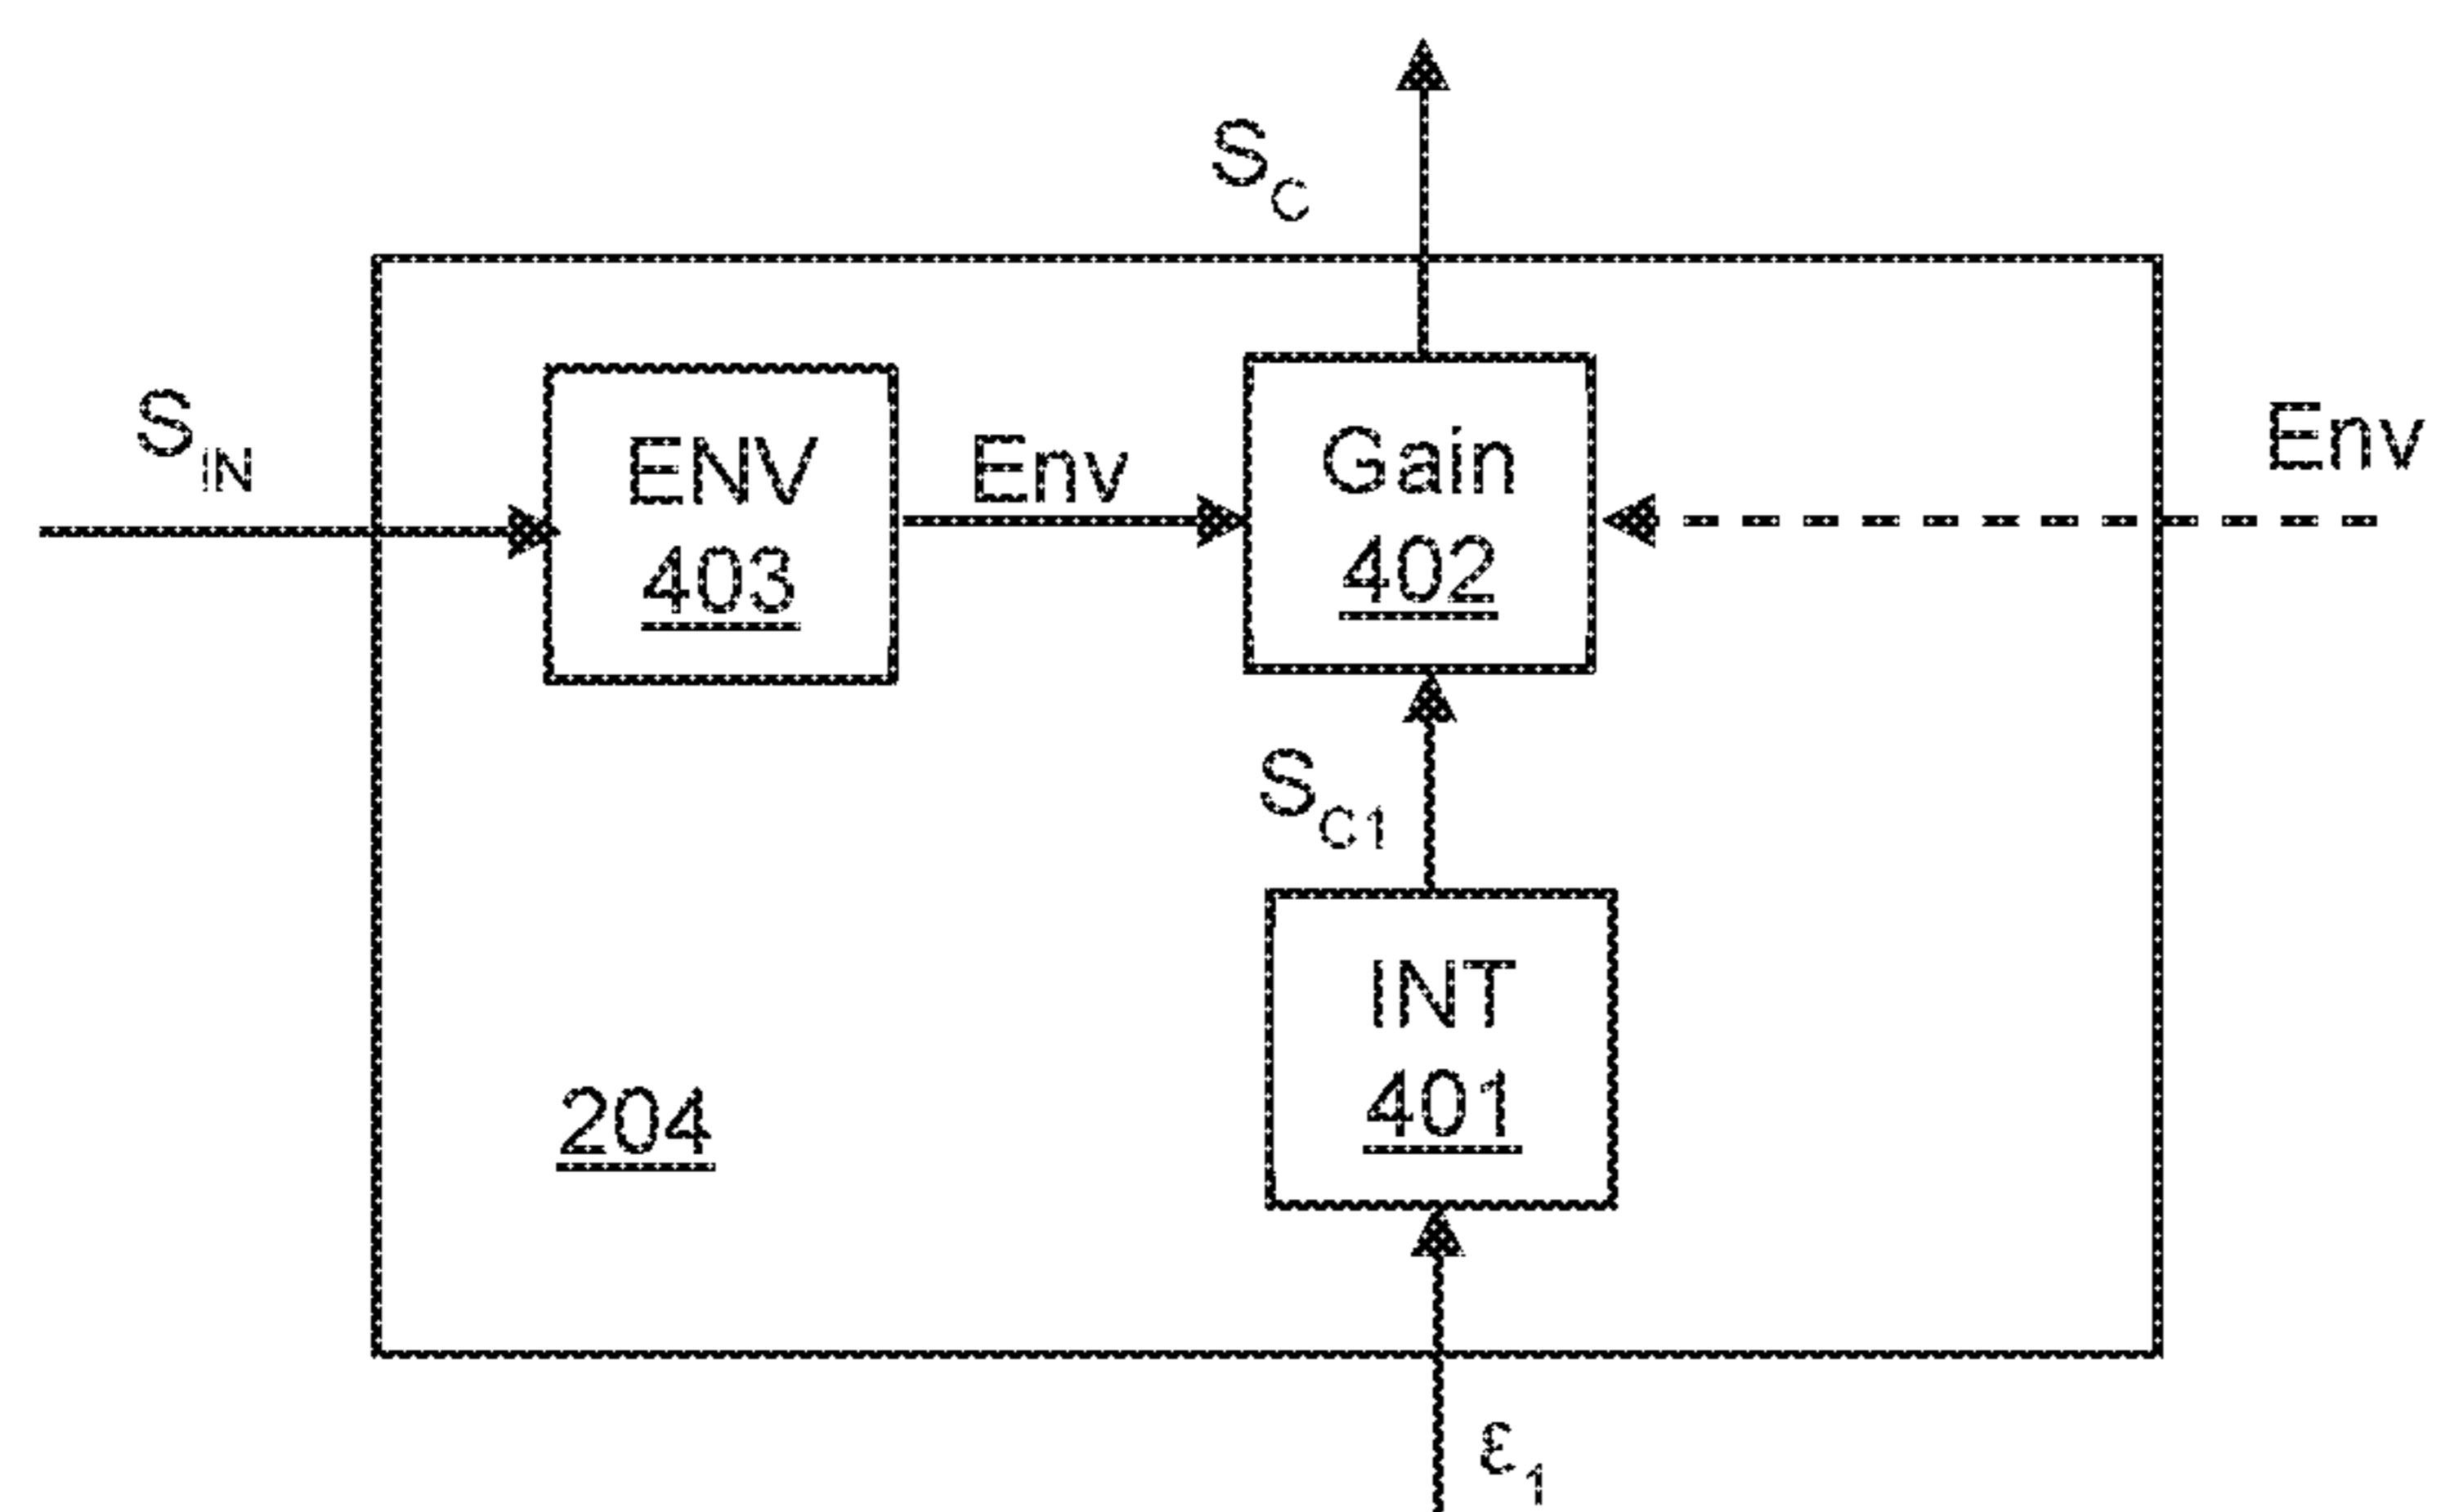 S_C
S_IN
ENV
403
Env
Gain
402
Env
S_C1
INT
401
204
ε_1